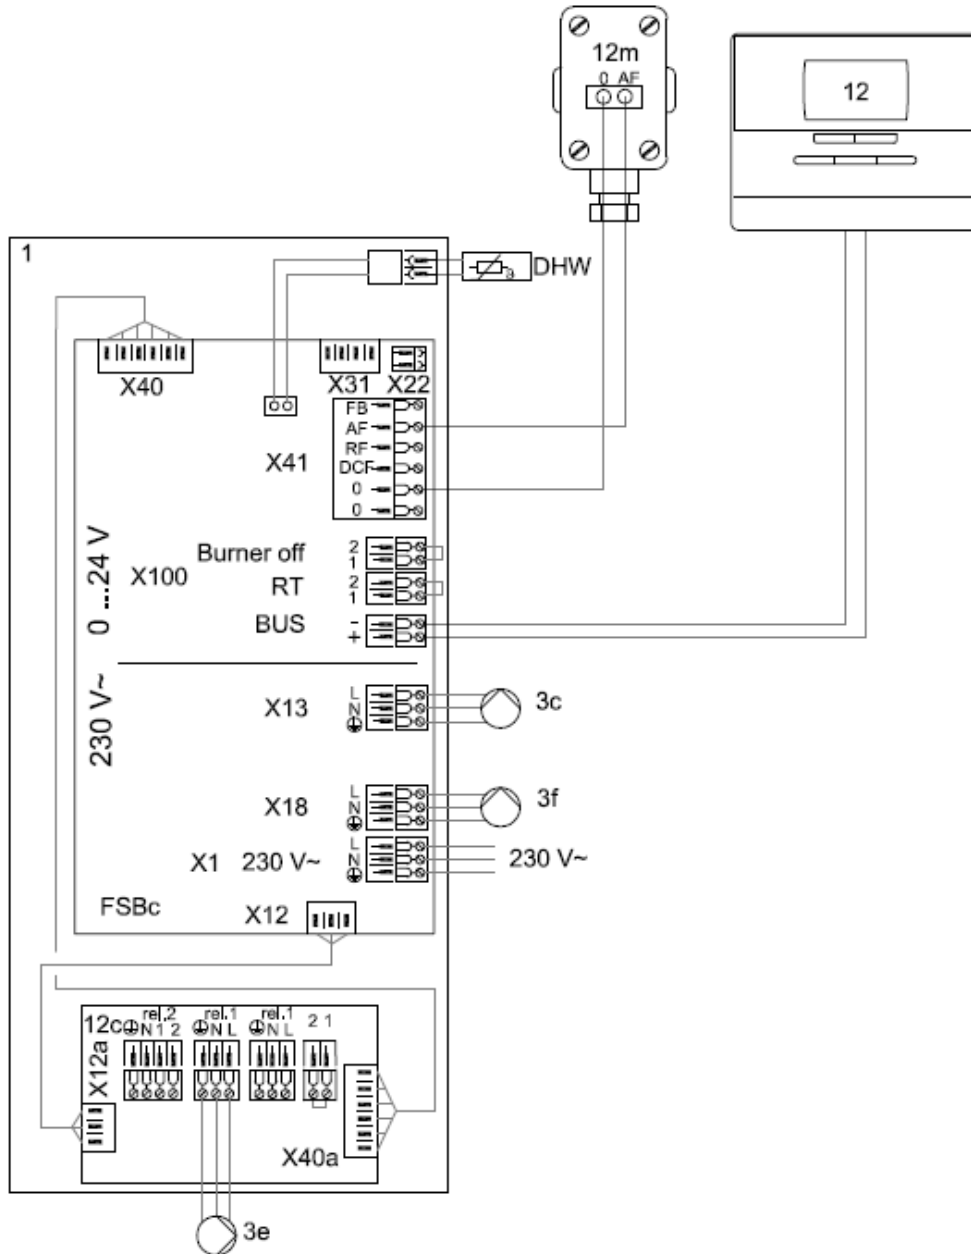 12m
0 AF
12
1
DHW
X40
X31 X22
FB
AF
X41
RF
DCF
0
0
0 ...24 V
X100
Burner off
2
1
RT
2
1
BUS
-
+
230 V~
X13
L
N
3c
X18
L
N
3f
X1 230 V~
L
N
230 V~
FSBc
X12
12c
rel.2
N 1 2
rel.1
N L
rel.1
N L
2 1
X12a
X40a
3e